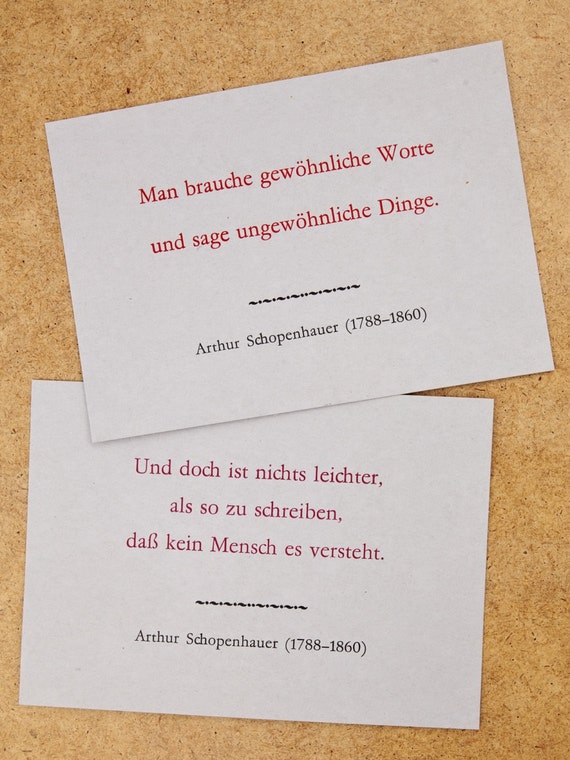 Man brauche gewöhnliche Worte
und sage ungewöhnliche Dinge.
Arthur Schopenhauer (1788–1860)
Und doch ist nichts leichter,
als so zu schreiben,
daß kein Mensch es versteht.
Arthur Schopenhauer (1788–1860)